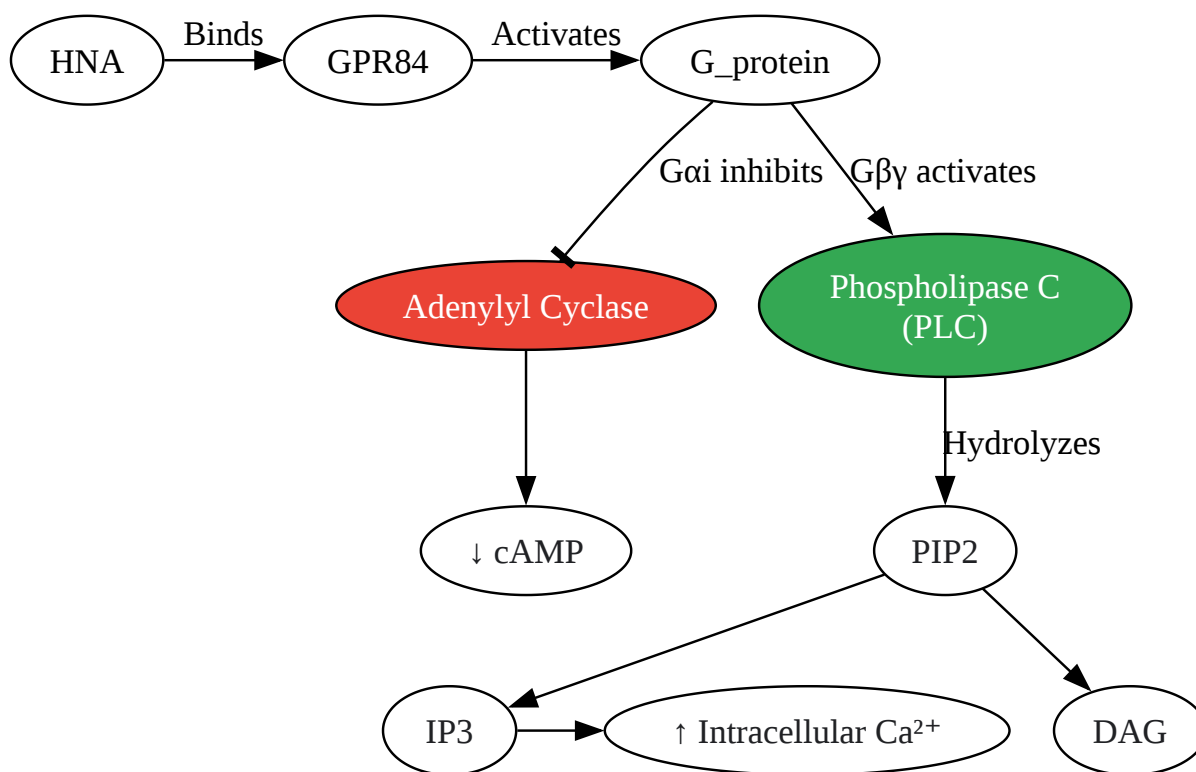 Binds
Activates
HNA
GPR84
G_protein
Gαi inhibits
Gβγ activates
Adenylyl Cyclase
Phospholipase C
(PLC)
Hydrolyzes
↓ cAMP
PIP2
IP3
↑ Intracellular Ca²⁺
DAG